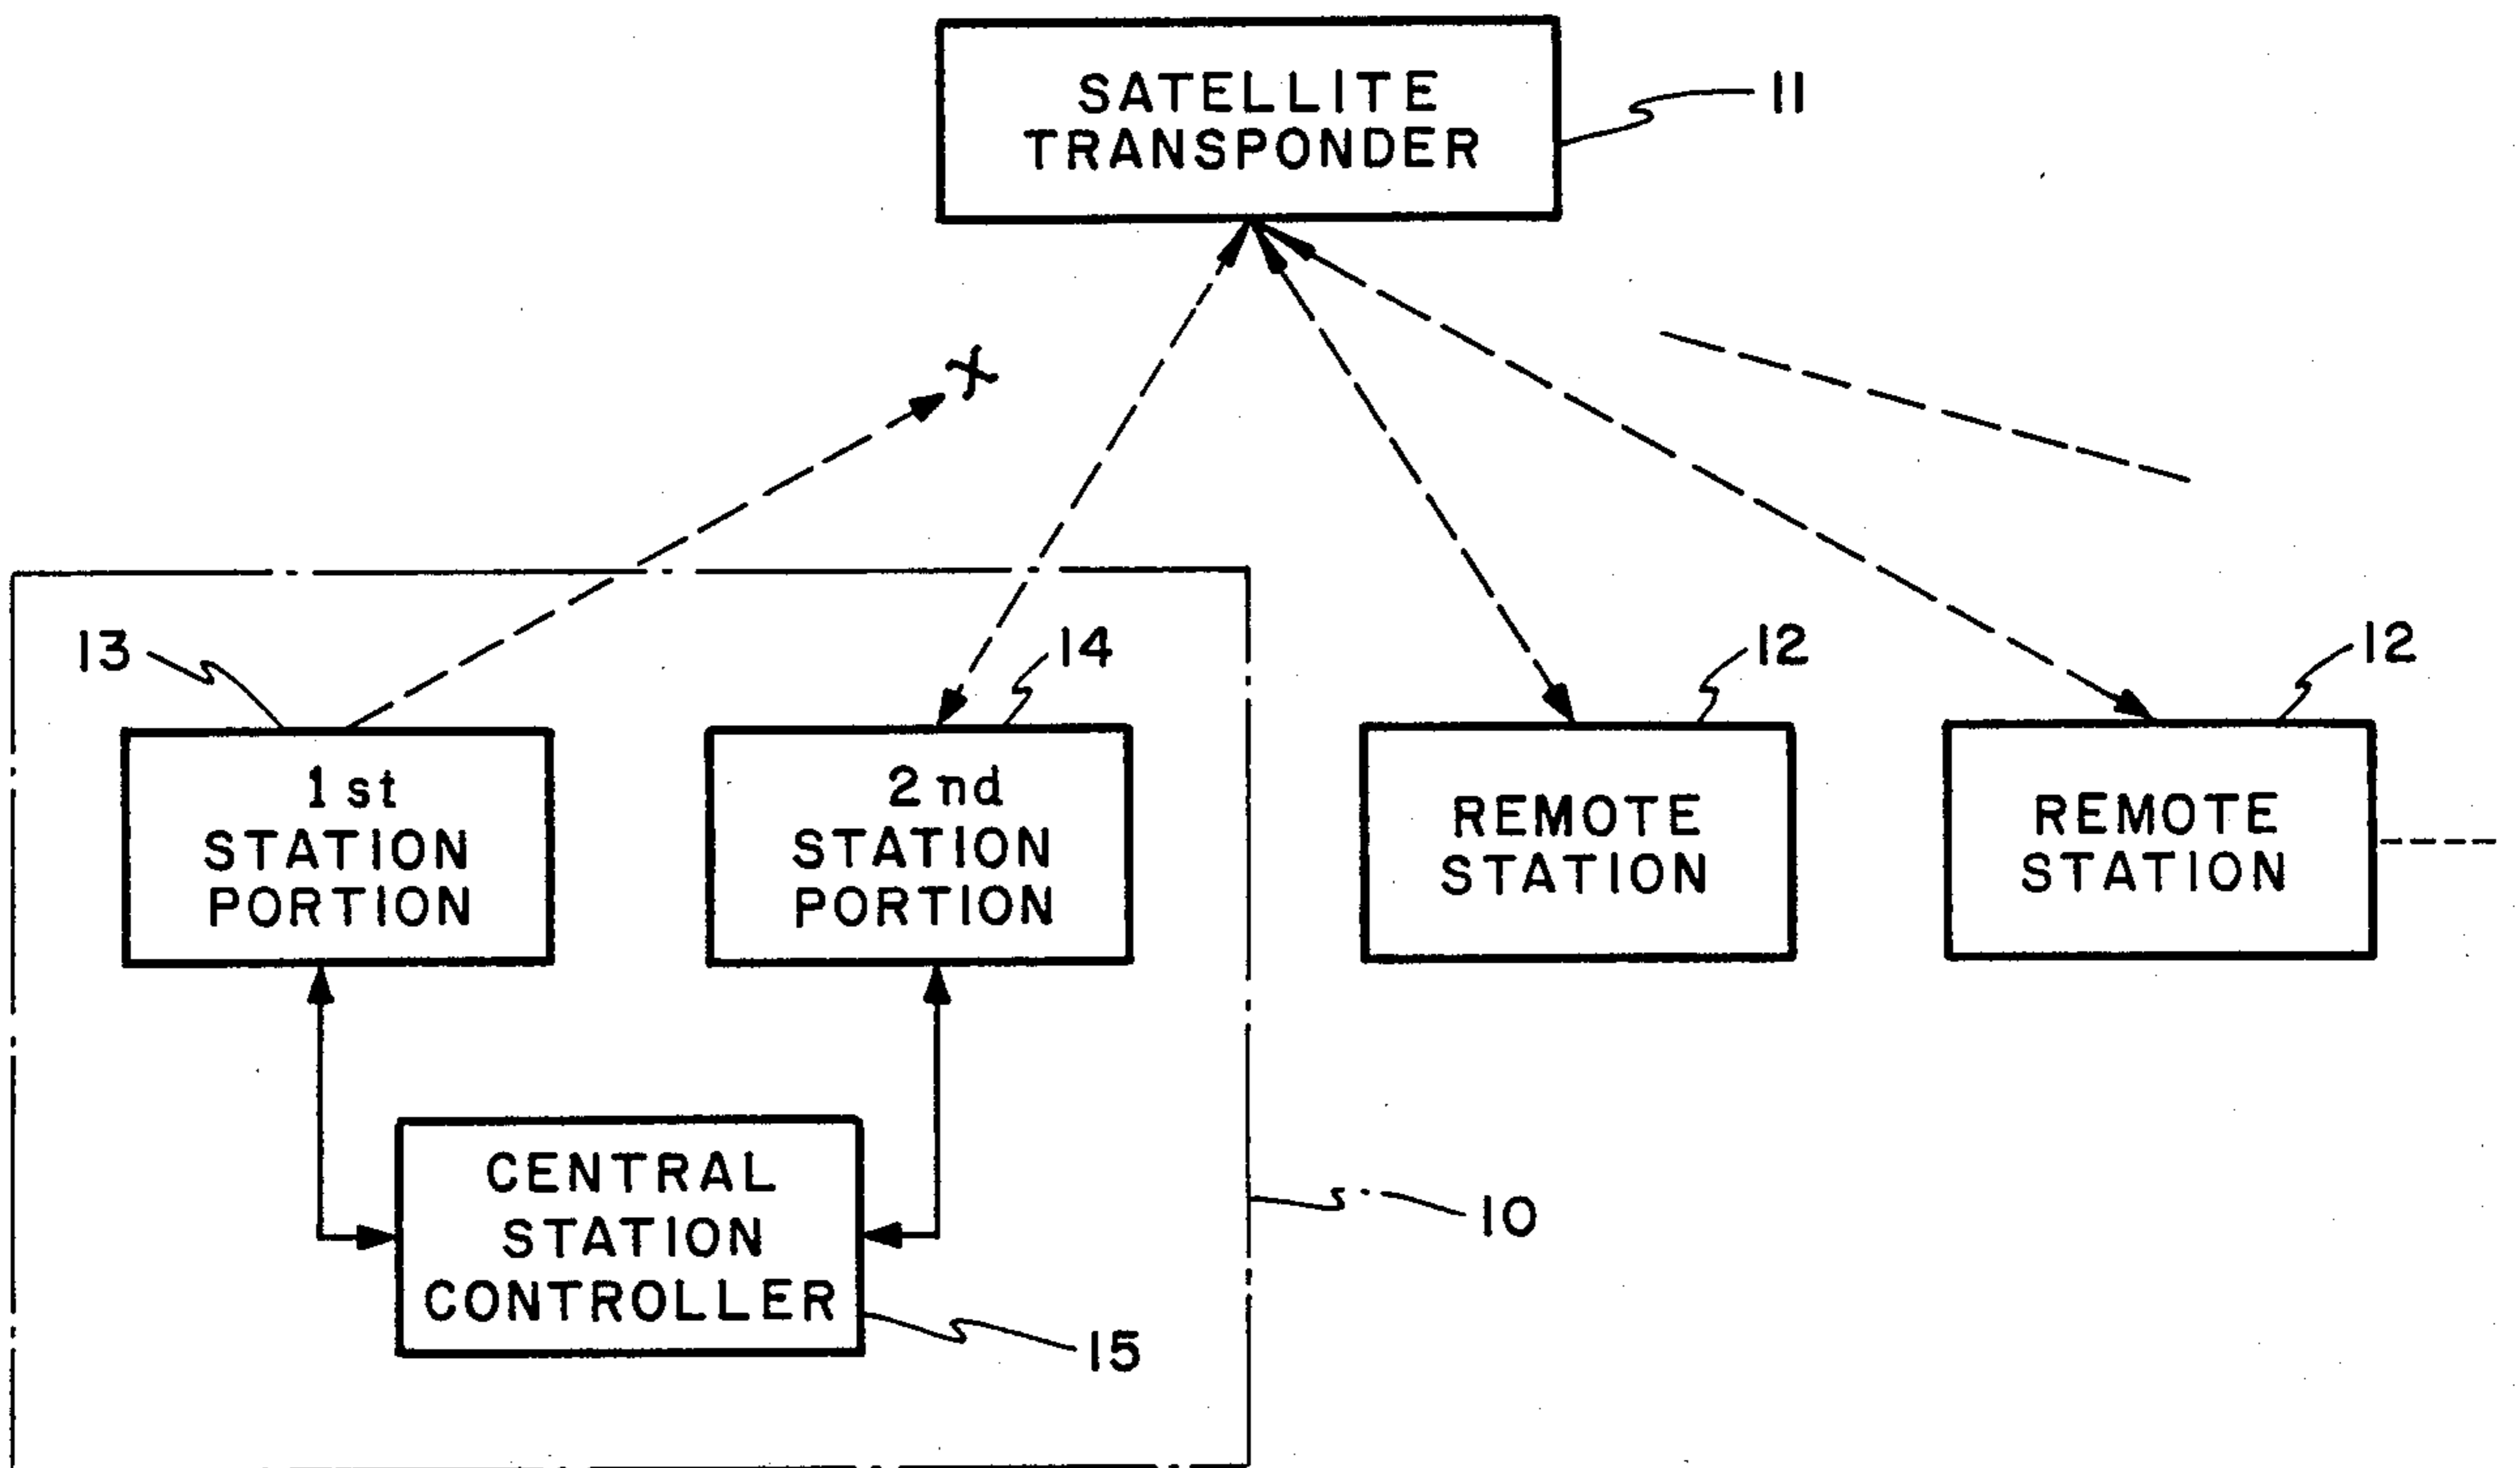 SATELLITE
TRANSPONDER
11
X
13
14
12
12
1st
STATION
PORTION
2nd
STATION
PORTION
REMOTE
STATION
REMOTE
STATION
CENTRAL
STATION
CONTROLLER
10
15